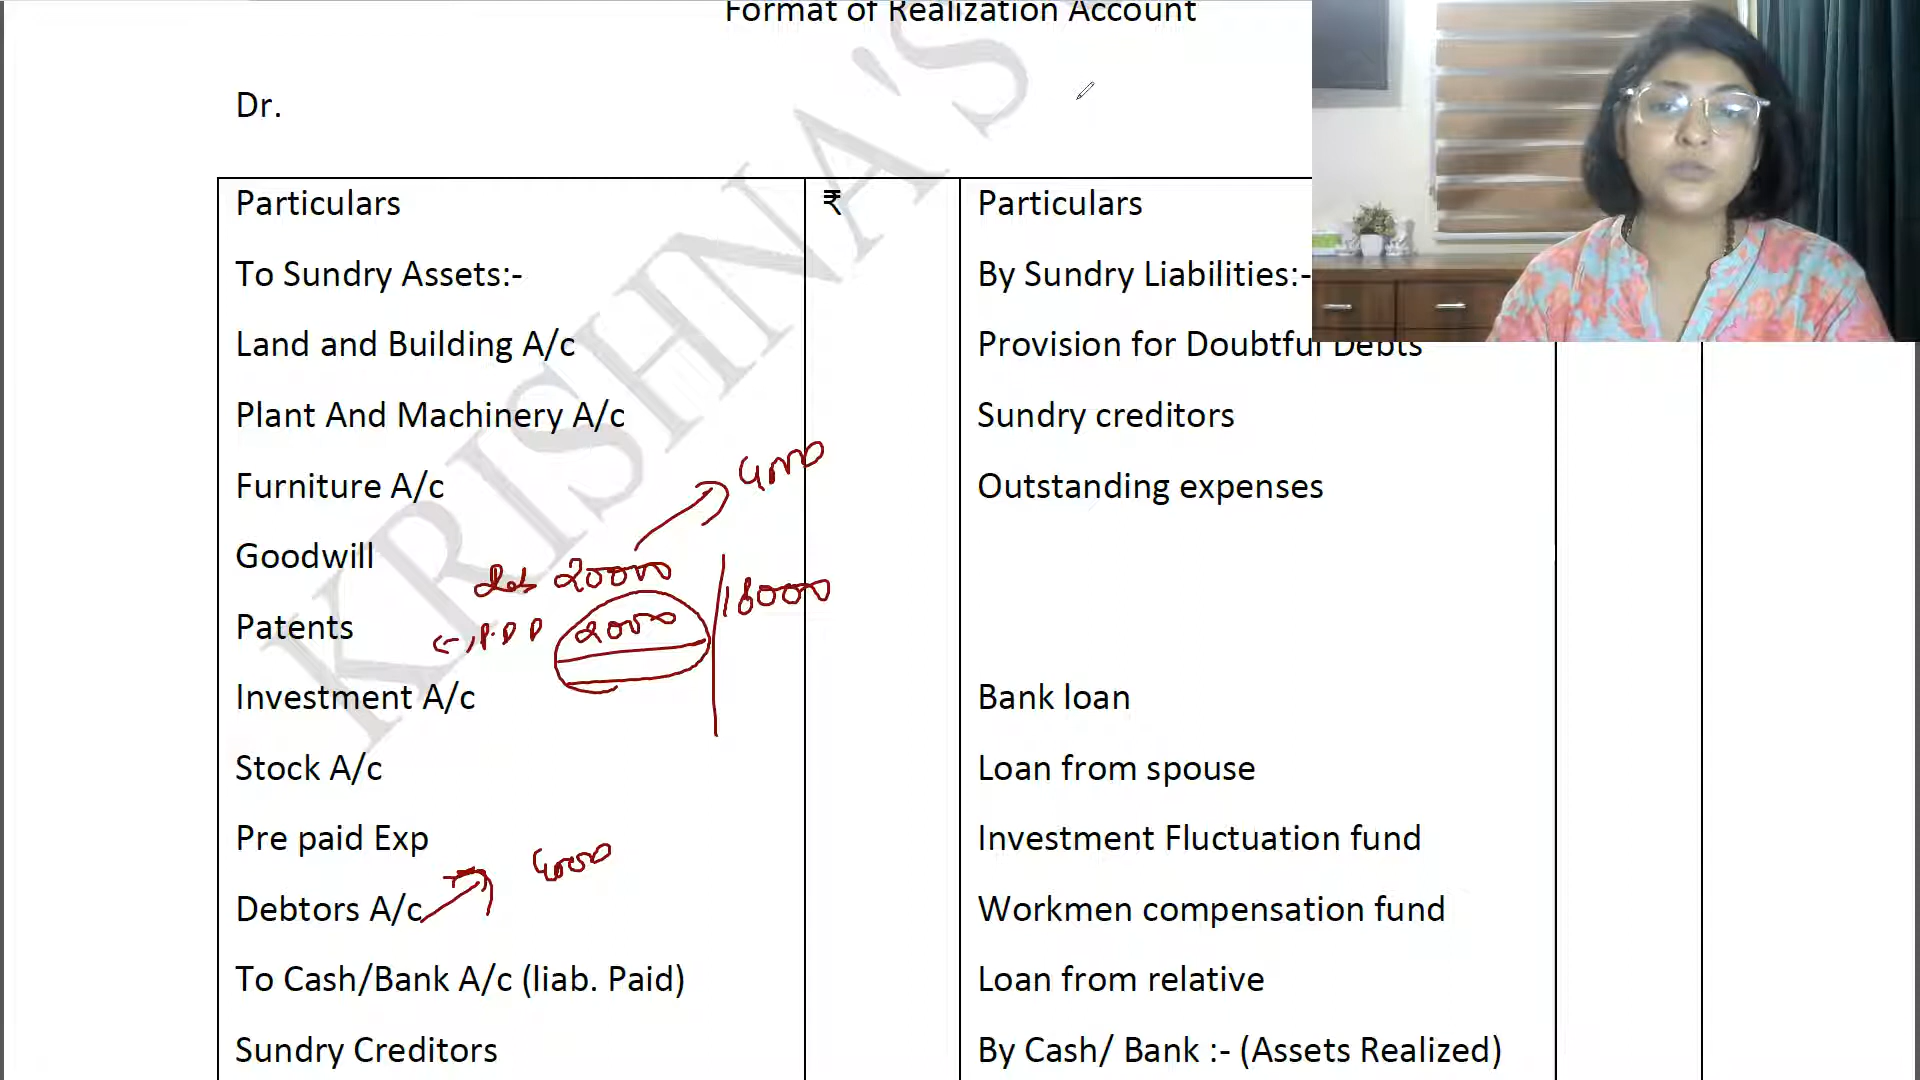 Format of Realization Account
KRISHNA'S
Dr.
Particulars
₹
Particulars
To Sundry Assets:-
By Sundry Liabilities:-
Land and Building A/c
Provision for Doubtful Debts
Plant And Machinery A/c
Sundry creditors
Furniture A/c
Outstanding expenses
Goodwill
20000
18000
Patents
P.D.D
2000
Investment A/c
Bank loan
Stock A/c
Loan from spouse
Pre paid Exp
Investment Fluctuation fund
Debtors A/c
Workmen compensation fund
To Cash/Bank A/c (liab. Paid)
Loan from relative
Sundry Creditors
By Cash/ Bank :- (Assets Realized)